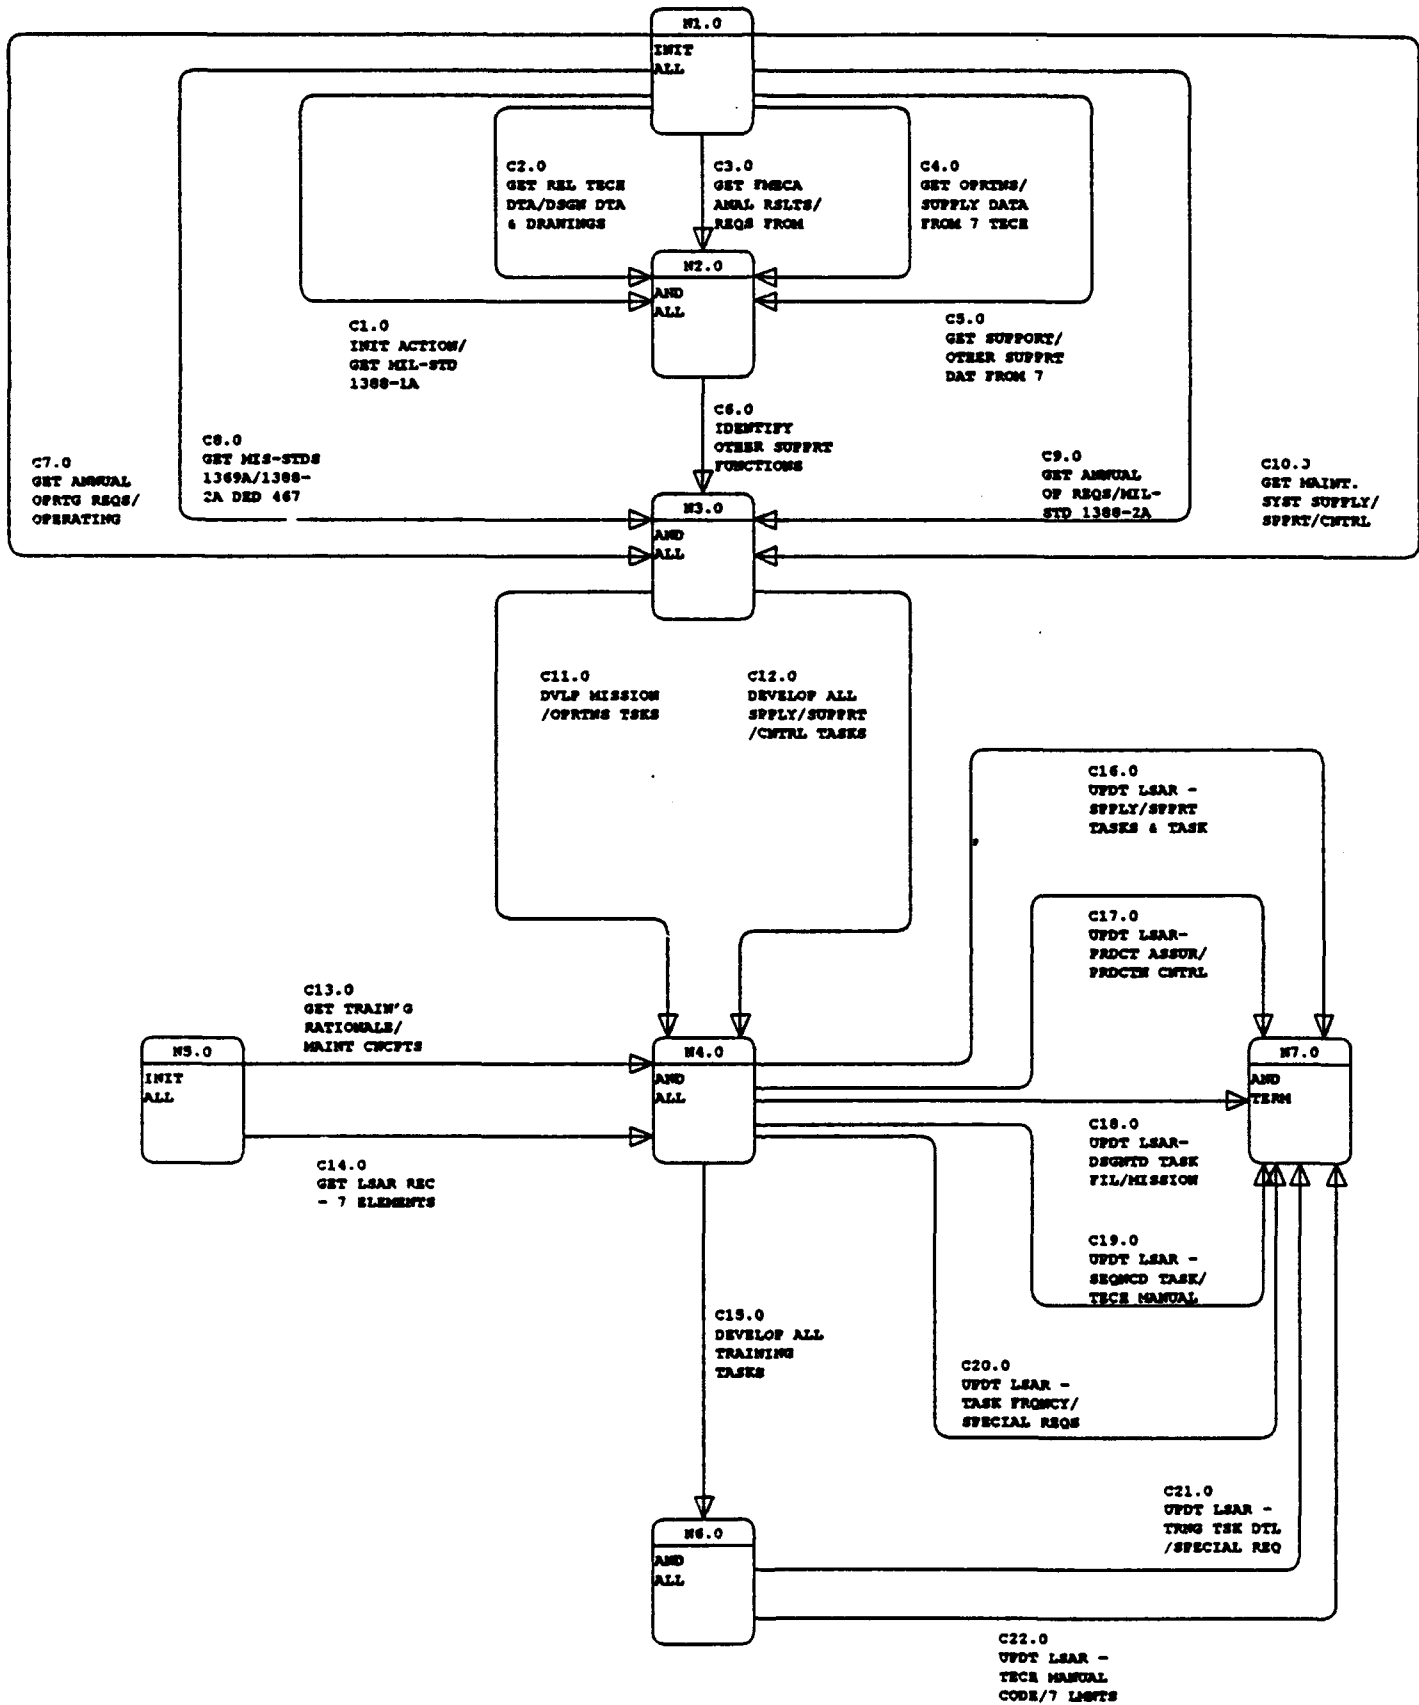 N1.0
INIT
ALL
C2.0
GET REL TECH
DTA/DSGN DTA
& DRAWINGS
C3.0
GET FMECA
ANAL RSLTS/
REQS FROM
C4.0
GET OPRTNS/
SUPPLY DATA
FROM 7 TECH
N2.0
AND
ALL
C1.0
INIT ACTION/
GET MIL-STD
1388-1A
C5.0
GET SUPPORT/
OTHER SUPPRT
DAT FROM 7
C6.0
IDENTIFY
OTHER SUPPRT
FUNCTIONS
C7.0
GET ANNUAL
OPRTG REQS/
OPERATING
C8.0
GET MIS-STDS
1369A/1388-
2A DED 467
C9.0
GET ANNUAL
OP REQS/MIL-
STD 1388-2A
C10.0
GET MAINT.
SYST SUPPLY/
SPPRT/CNTRL
N3.0
AND
ALL
C11.0
DVLP MISSION
/OPRTNS TSKS
C12.0
DEVELOP ALL
SPPLY/SUPPRT
/CNTRL TASKS
C16.0
UPDT LSAR -
SPPLY/SPPRT
TASKS & TASK
C17.0
UPDT LSAR-
PRDCT ASSUR/
PRDCTN CNTRL
C13.0
GET TRAIN'G
RATIONALE/
MAINT CNCPTS
N5.0
INIT
ALL
N4.0
AND
ALL
N7.0
AND
TERM
C14.0
GET LSAR REC
- 7 ELEMENTS
C18.0
UPDT LSAR-
DSGNTD TASK
FIL/MISSION
C19.0
UPDT LSAR -
SEQNCD TASK/
TECH MANUAL
C15.0
DEVELOP ALL
TRAINING
TASKS
C20.0
UPDT LSAR -
TASK FRQNCY/
SPECIAL REQS
C21.0
UPDT LSAR -
TRNG TSK DTL
/SPECIAL REQ
N6.0
AND
ALL
C22.0
UPDT LSAR -
TECH MANUAL
CODE/7 LMNTS